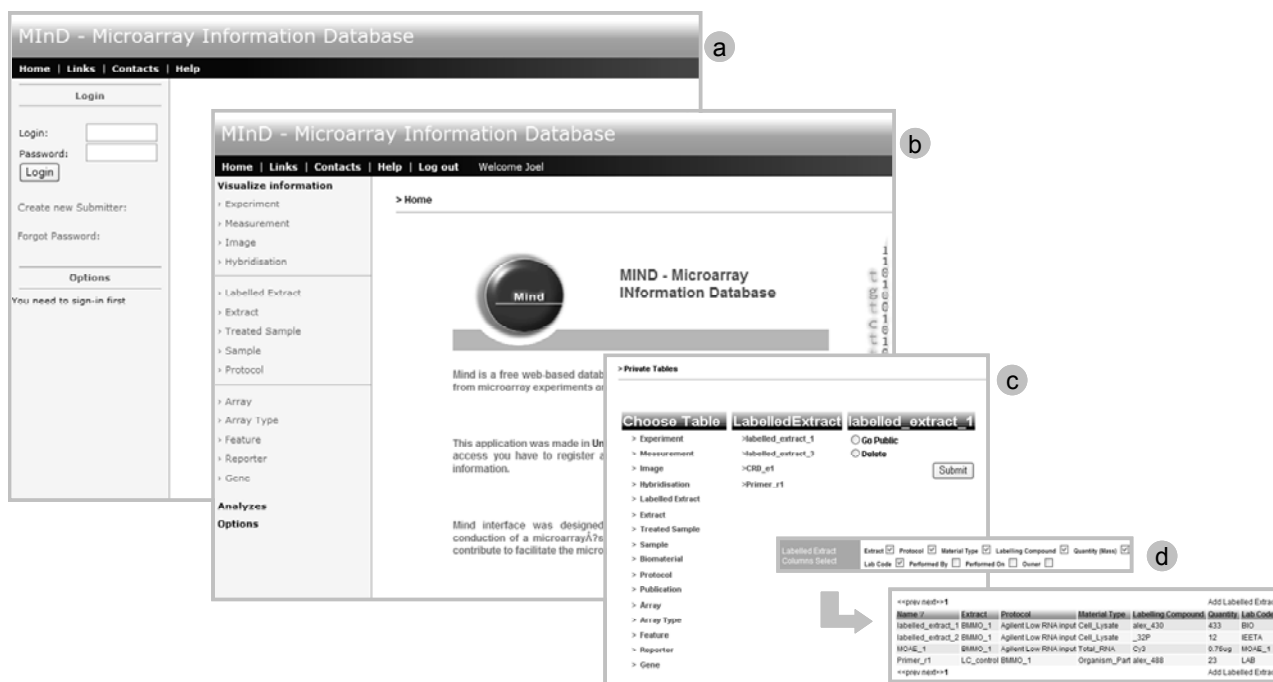 MInD - Microarray Information Database
a
Home | Links | Contacts | Help
Login
Login:
Password:
Login
Create new Submitter:
Forgot Password:
Options
You need to sign-in first
MInD - Microarray Information Database
b
Home | Links | Contacts | Help | Log out Welcome Joel
Visualize information
› Experiment
› Measurement
› Image
› Hybridisation
› Labelled Extract
› Extract
› Treated Sample
› Sample
› Protocol
› Array
› Array Type
› Feature
› Reporter
› Gene
Analyzes
Options
> Home
Mind
MIND - Microarray
INformation Database
Mind is a free web-based datab
from microarray experiments a
This application was made in Un
access you have to register a
information.
Mind interface was designed
conduction of a microarrayÂ?s
contribute to facilitate the micro
c
> Private Tables
Choose Table LabelledExtract labelled_extract_1
> Experiment >labelled_extract_1 Go Public
> Measurement >labelled_extract_3 Delete
> Image >CRB_e1 Submit
> Hybridisation >Primer_r1
> Labelled Extract
> Extract
> Treated Sample
> Sample
> Biomaterial
> Protocol
> Publication
> Array
> Array Type
> Feature
> Reporter
> Gene
d
Labelled Extract
Columns Select
Extract Protocol Material Type Labelling Compound Quantity (Mass)
Lab Code Performed By Performed On Owner
<<prev next>>1 Add Labelled Extrac
Name Extract Protocol Material Type Labelling Compound Quantity Lab Code
labelled_extract_1 BMMO_1 Agilent Low RNA input Cell_Lysate alex_430 433 BIO
labelled_extract_2 BMMO_1 Agilent Low RNA input Cell_Lysate _32P 12 IEETA
MOAE_1 BMMO_1 Agilent Low RNA input Total_RNA Cy3 0.75ug MOAE_1
Primer_r1 LC_control BMMO_1 Organism_Part alex_488 23 LAB
<<prev next>>1 Add Labelled Extrac